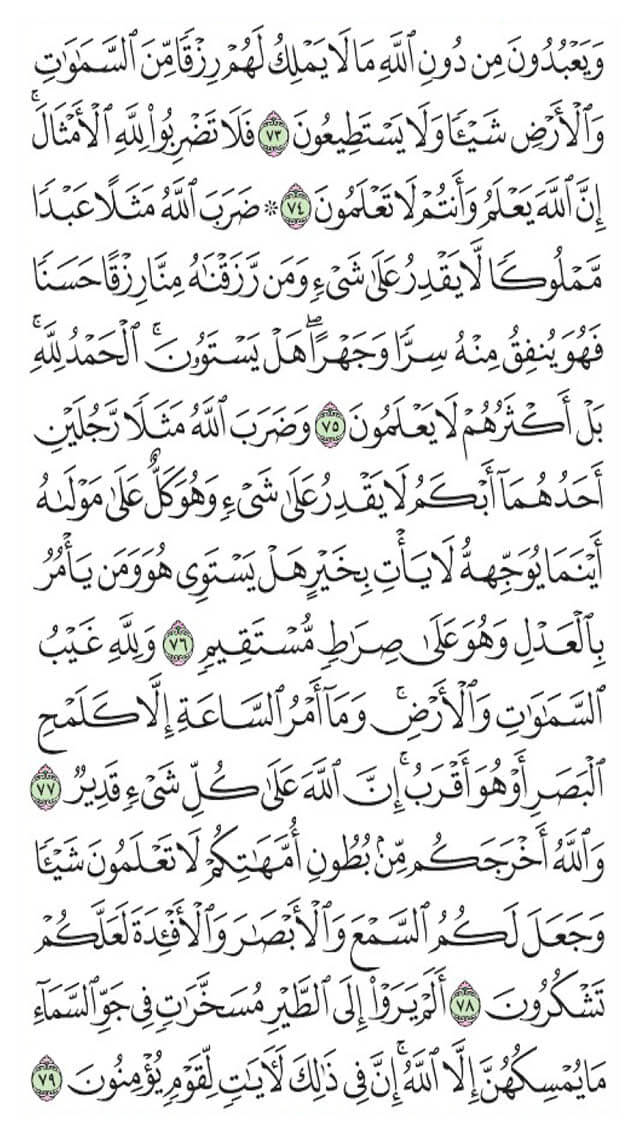 وَيَعْبُدُونَ مِن دُونِ ٱللَّهِ مَا لَا يَمْلِكُ لَهُمْ رِزْقًا مِّنَ ٱلسَّمَٰوَٰتِ
وَٱلْأَرْضِ شَيْـًٔا وَلَا يَسْتَطِيعُونَ ٧٣ فَلَا تَضْرِبُوا۟ لِلَّهِ ٱلْأَمْثَالَۚ
إِنَّ ٱللَّهَ يَعْلَمُ وَأَنتُمْ لَا تَعْلَمُونَ ٧٤ ۞ ضَرَبَ ٱللَّهُ مَثَلًا عَبْدًا
مَّمْلُوكًا لَّا يَقْدِرُ عَلَىٰ شَىْءٍ وَمَن رَّزَقْنَٰهُ مِنَّا رِزْقًا حَسَنًا
فَهُوَ يُنفِقُ مِنْهُ سِرًّا وَجَهْرًاۖ هَلْ يَسْتَوُۥنَۚ ٱلْحَمْدُ لِلَّهِۚ
بَلْ أَكْثَرُهُمْ لَا يَعْلَمُونَ ٧٥ وَضَرَبَ ٱللَّهُ مَثَلًا رَّجُلَيْنِ
أَحَدُهُمَآ أَبْكَمُ لَا يَقْدِرُ عَلَىٰ شَىْءٍ وَهُوَ كَلٌّ عَلَىٰ مَوْلَىٰهُ
أَيْنَمَا يُوَجِّههُّ لَا يَأْتِ بِخَيْرٍ هَلْ يَسْتَوِى هُوَ وَمَن يَأْمُرُ
بِٱلْعَدْلِ وَهُوَ عَلَىٰ صِرَٰطٍ مُّسْتَقِيمٍ ٧٦ وَلِلَّهِ غَيْبُ
ٱلسَّمَٰوَٰتِ وَٱلْأَرْضِۚ وَمَآ أَمْرُ ٱلسَّاعَةِ إِلَّا كَلَمْحِ
ٱلْبَصَرِ أَوْ هُوَ أَقْرَبُۚ إِنَّ ٱللَّهَ عَلَىٰ كُلِّ شَىْءٍ قَدِيرٌ ٧٧
وَٱللَّهُ أَخْرَجَكُم مِّنۢ بُطُونِ أُمَّهَٰتِكُمْ لَا تَعْلَمُونَ شَيْـًٔا
وَجَعَلَ لَكُمُ ٱلسَّمْعَ وَٱلْأَبْصَٰرَ وَٱلْأَفْـِٔدَةَ لَعَلَّكُمْ
تَشْكُرُونَ ٧٨ أَلَمْ يَرَوْا۟ إِلَى ٱلطَّيْرِ مُسَخَّرَٰتٍ فِى جَوِّ ٱلسَّمَآءِ
مَا يُمْسِكُهُنَّ إِلَّا ٱللَّهُۚ إِنَّ فِى ذَٰلِكَ لَءَايَٰتٍ لِّقَوْمٍ يُؤْمِنُونَ ٧٩